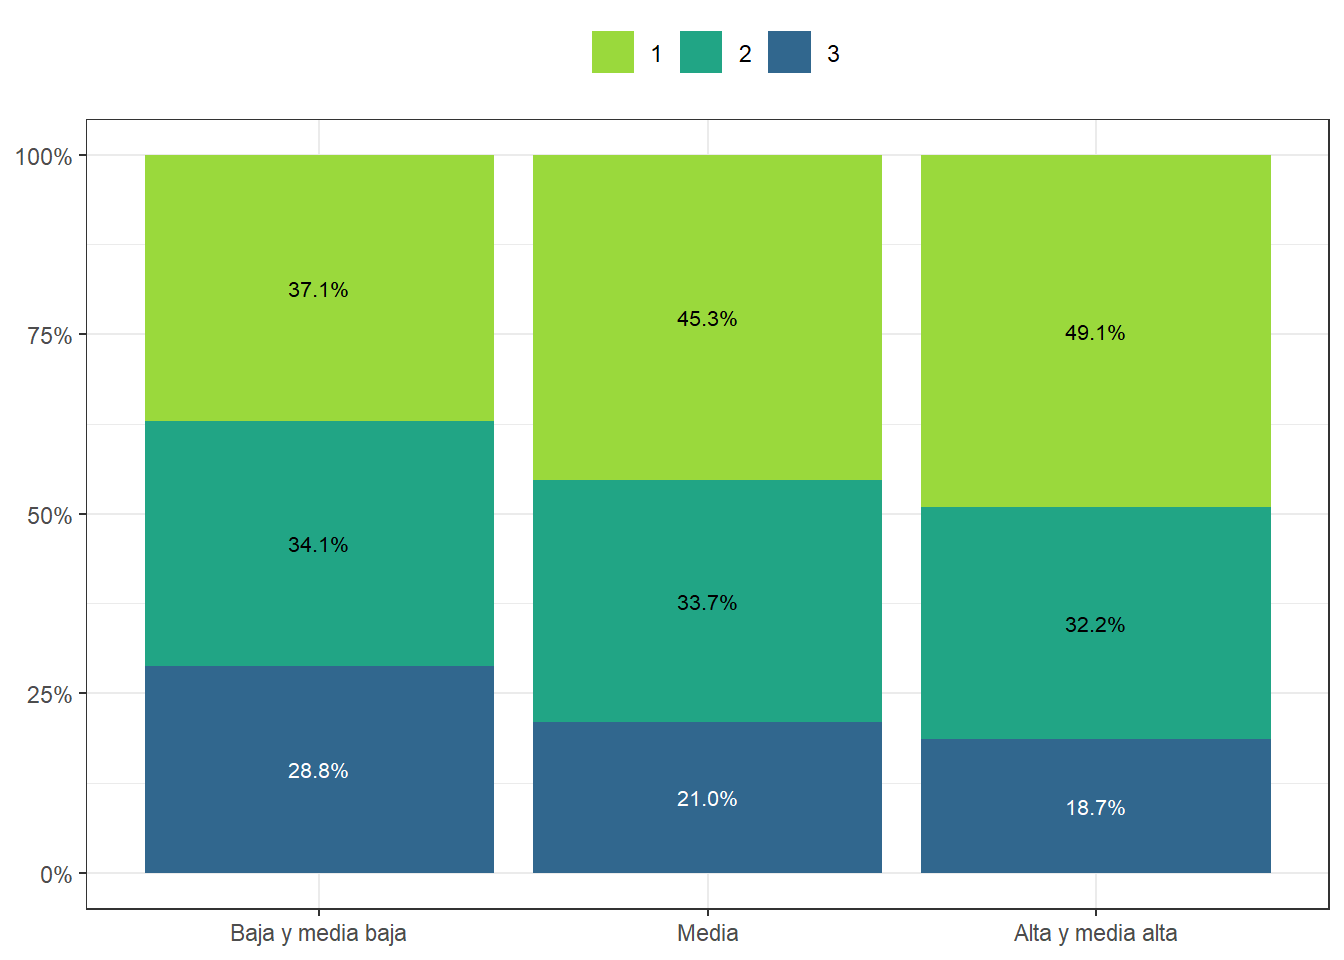 1 2 3
100%
75%
50%
25%
0%
37.1% 45.3% 49.1%
34.1% 33.7% 32.2%
28.8% 21.0% 18.7%
Baja y media baja Media Alta y media alta